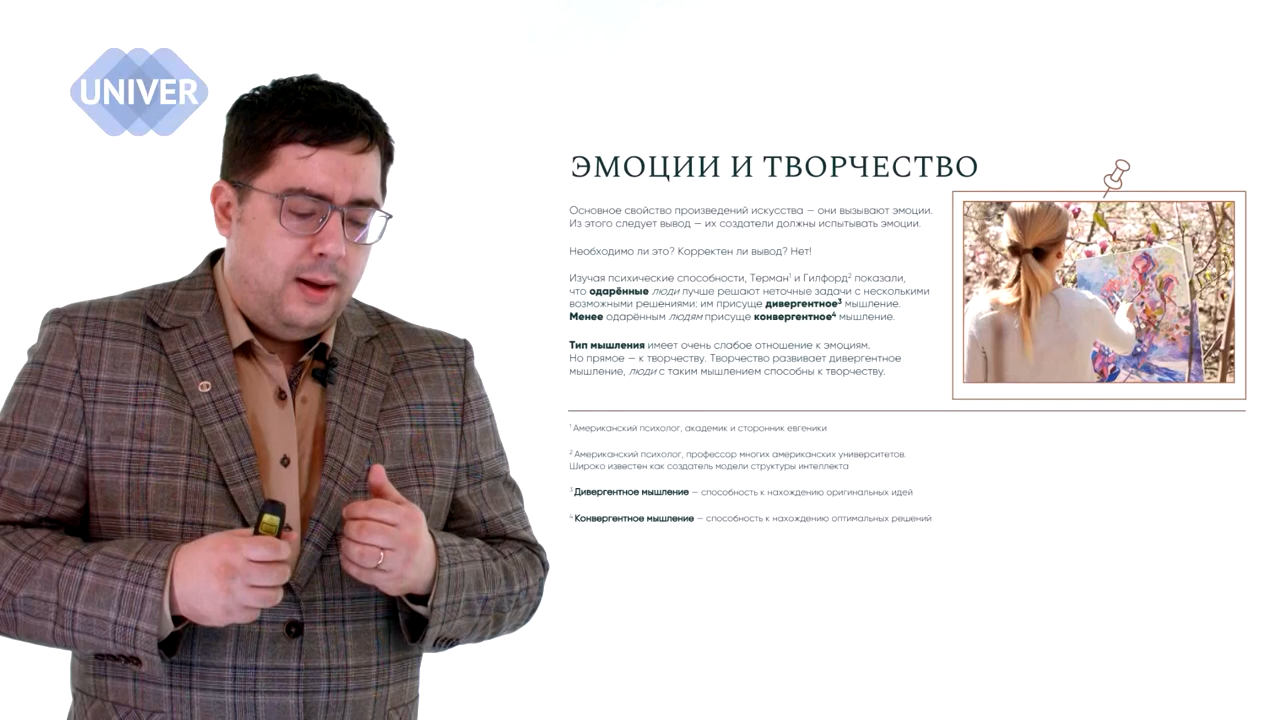 UNIVER
ЭМОЦИИ И ТВОРЧЕСТВО
Основное свойство произведений искусства — они вызывают эмоции.
Из этого следует вывод — их создатели должны испытывать эмоции.
Необходимо ли это? Корректен ли вывод? Нет!
Изучая психические способности, Терман¹ и Гилфорд² показали,
что одарённые люди лучше решают неточные задачи с несколькими
возможными решениями: им присуще дивергентное³ мышление.
Менее одарённым людям присуще конвергентное⁴ мышление.
Тип мышления имеет очень слабое отношение к эмоциям.
Но прямое — к творчеству. Творчество развивает дивергентное
мышление, люди с таким мышлением способны к творчеству.
¹ Американский психолог, академик и сторонник евгеники
² Американский психолог, профессор многих американских университетов.
Широко известен как создатель модели структуры интеллекта
³ Дивергентное мышление — способность к нахождению оригинальных идей
⁴ Конвергентное мышление — способность к нахождению оптимальных решений